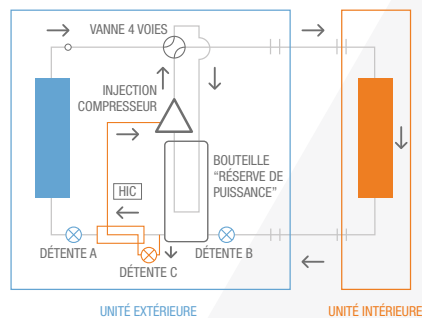 VANNE 4 VOIES
INJECTION
COMPRESSEUR
BOUTEILLE
“RÉSERVE DE
PUISSANCE”
HIC
DÉTENTE A
DÉTENTE B
DÉTENTE C
UNITÉ EXTÉRIEURE
UNITÉ INTÉRIEURE